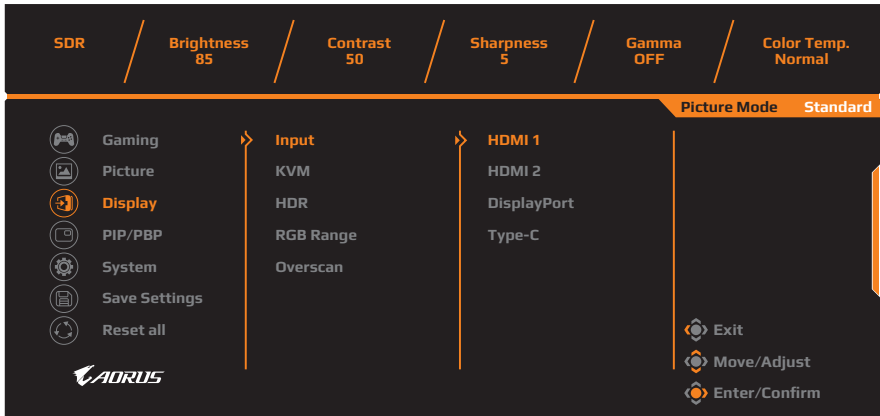 SDR Brightness Contrast Sharpness Gamma Color Temp.
85 50 5 OFF Normal
Picture Mode Standard
Gaming Input HDMI 1
Picture KVM HDMI 2
Display HDR DisplayPort
PIP/PBP RGB Range Type-C
System Overscan
Save Settings
Reset all Exit
AORUS Move/Adjust
Enter/Confirm